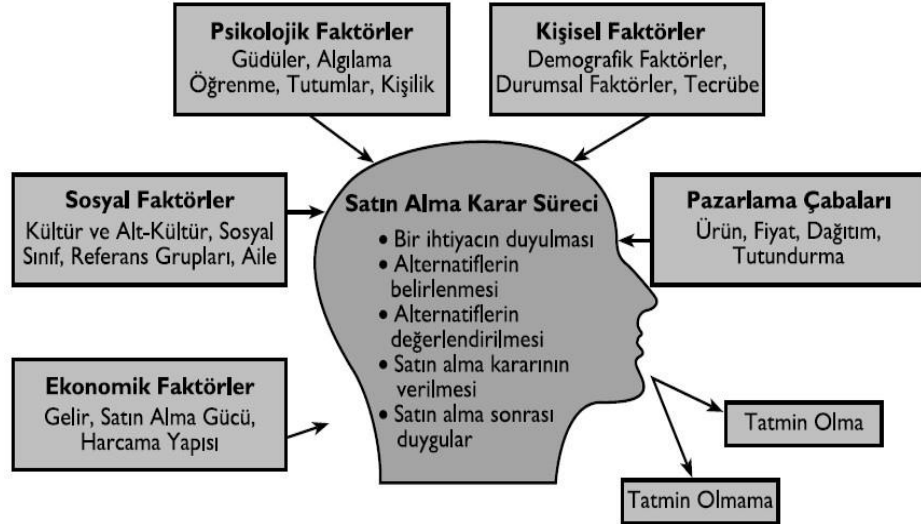 Psikolojik Faktörler
Güdüler, Algılama
Öğrenme, Tutumlar, Kişilik
Kişisel Faktörler
Demografik Faktörler,
Durumsal Faktörler, Tecrübe
Sosyal Faktörler
Kültür ve Alt-Kültür, Sosyal
Sınıf, Referans Grupları, Aile
Satın Alma Karar Süreci
• Bir ihtiyacın duyulması
• Alternatiflerin
belirlenmesi
• Alternatiflerin
değerlendirilmesi
• Satın alma kararının
verilmesi
• Satın alma sonrası
duygular
Pazarlama Çabaları
Ürün, Fiyat, Dağıtım,
Tutundurma
Ekonomik Faktörler
Gelir, Satın Alma Gücü,
Harcama Yapısı
Tatmin Olma
Tatmin Olmama